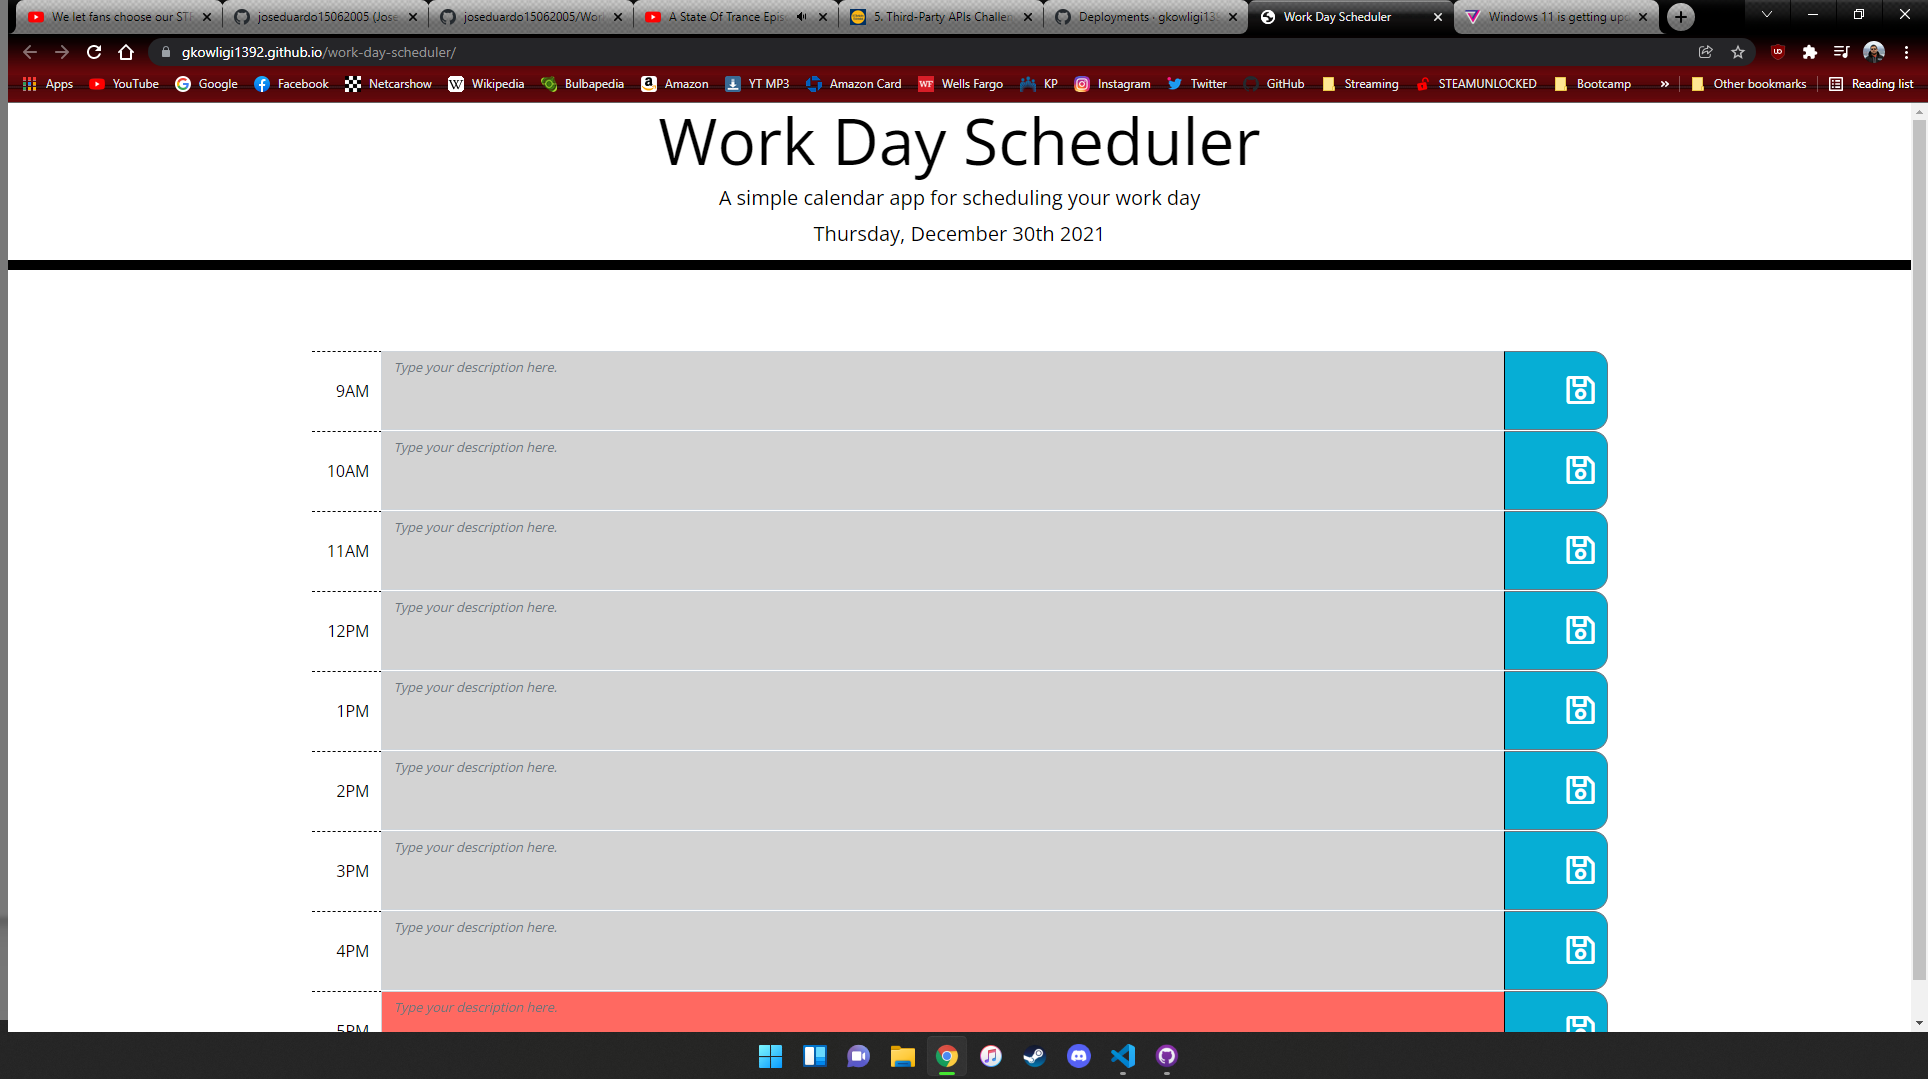 We let fans choose our ST
joseduardo15062005 (Jose
joseduardo15062005/Wor
A State Of Trance Epis
5. Third-Party APIs Challen
Deployments · gkowligi13
Work Day Scheduler
Windows 11 is getting up
gkowligi1392.github.io/work-day-scheduler/
Apps
YouTube
Google
Facebook
Netcarshow
Wikipedia
Bulbapedia
Amazon
YT MP3
Amazon Card
Wells Fargo
KP
Instagram
Twitter
GitHub
Streaming
STEAMUNLOCKED
Bootcamp
»
Other bookmarks
Reading list
Work Day Scheduler
A simple calendar app for scheduling your work day
Thursday, December 30th 2021
9AM
Type your description here.
10AM
Type your description here.
11AM
Type your description here.
12PM
Type your description here.
1PM
Type your description here.
2PM
Type your description here.
3PM
Type your description here.
4PM
Type your description here.
5PM
Type your description here.